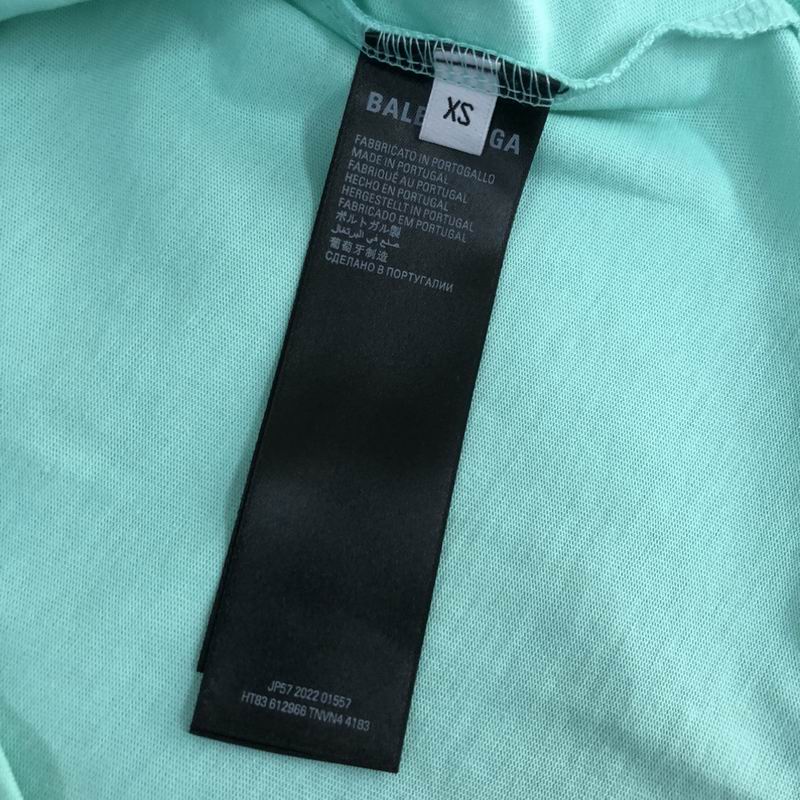 XS
BALE GA
FABBRICATO IN PORTOGALLO
MADE IN PORTUGAL
FABRIQUÉ AU PORTUGAL
HECHO EN PORTUGAL
HERGESTELLT IN PORTUGAL
FABRICADO EM PORTUGAL
ポルトガル製
صنع في البرتغال
葡萄牙制造
СДЕЛАНО В ПОРТУГАЛИИ
JP57 2022 01557
HT83 612966 TNVN4 4183